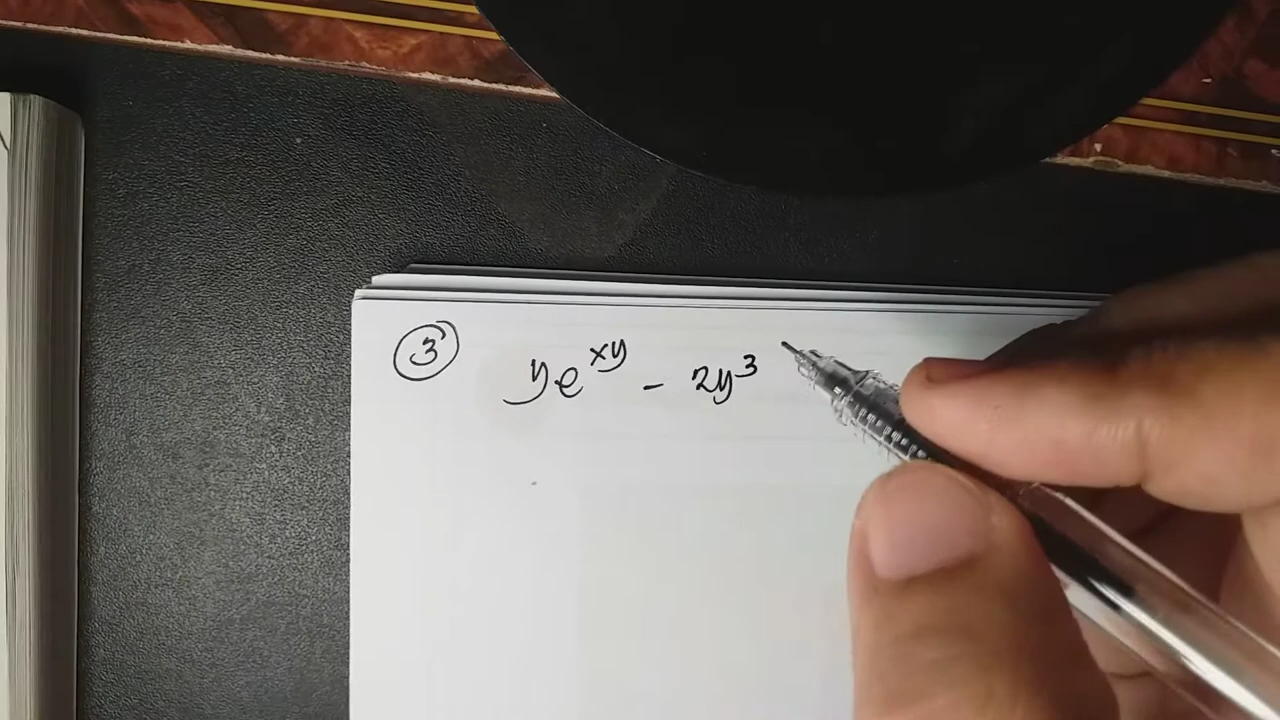 ③ ye^{xy} - 2y^3